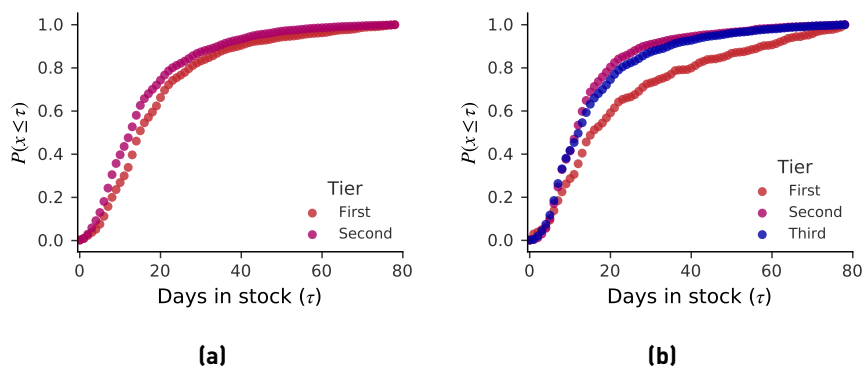 1.0
0.8
0.6
0.4
0.2
0.0
P(x ≤ τ)
Tier
First
Second
0
20
40
60
80
Days in stock (τ)
(a)
1.0
0.8
0.6
0.4
0.2
0.0
P(x ≤ τ)
Tier
First
Second
Third
0
20
40
60
80
Days in stock (τ)
(b)